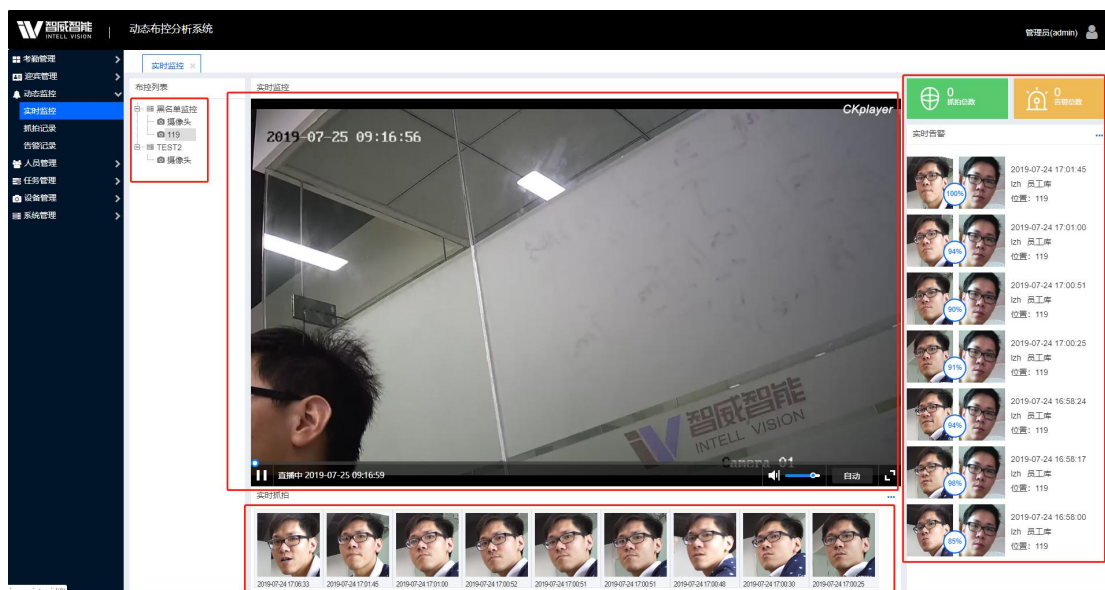 智威智能
INTELL VISION
动态布控分析系统
管理员(admin)
考勤管理
迎宾管理
动态监控
实时监控
抓拍记录
告警记录
人员管理
任务管理
设备管理
系统管理
实时监控 ×
布控列表
黑名单监控
摄像头
119
TEST2
摄像头
实时监控
CKplayer
2019-07-25 09:16:56
智威智能
INTELL VISION
Camera 01
直播中 2019-07-25 09:16:59
自动
实时抓拍
2019-07-24 17:06:33
2019-07-24 17:01:45
2019-07-24 17:01:00
2019-07-24 17:00:52
2019-07-24 17:00:51
2019-07-24 17:00:51
2019-07-24 17:00:48
2019-07-24 17:00:30
2019-07-24 17:00:25
0
抓拍总数
0
告警总数
实时告警
100%
2019-07-24 17:01:45
lzh 员工库
位置：119
94%
2019-07-24 17:01:00
lzh 员工库
位置：119
90%
2019-07-24 17:00:51
lzh 员工库
位置：119
91%
2019-07-24 17:00:25
lzh 员工库
位置：119
94%
2019-07-24 16:58:24
lzh 员工库
位置：119
98%
2019-07-24 16:58:17
lzh 员工库
位置：119
85%
2019-07-24 16:58:00
lzh 员工库
位置：119